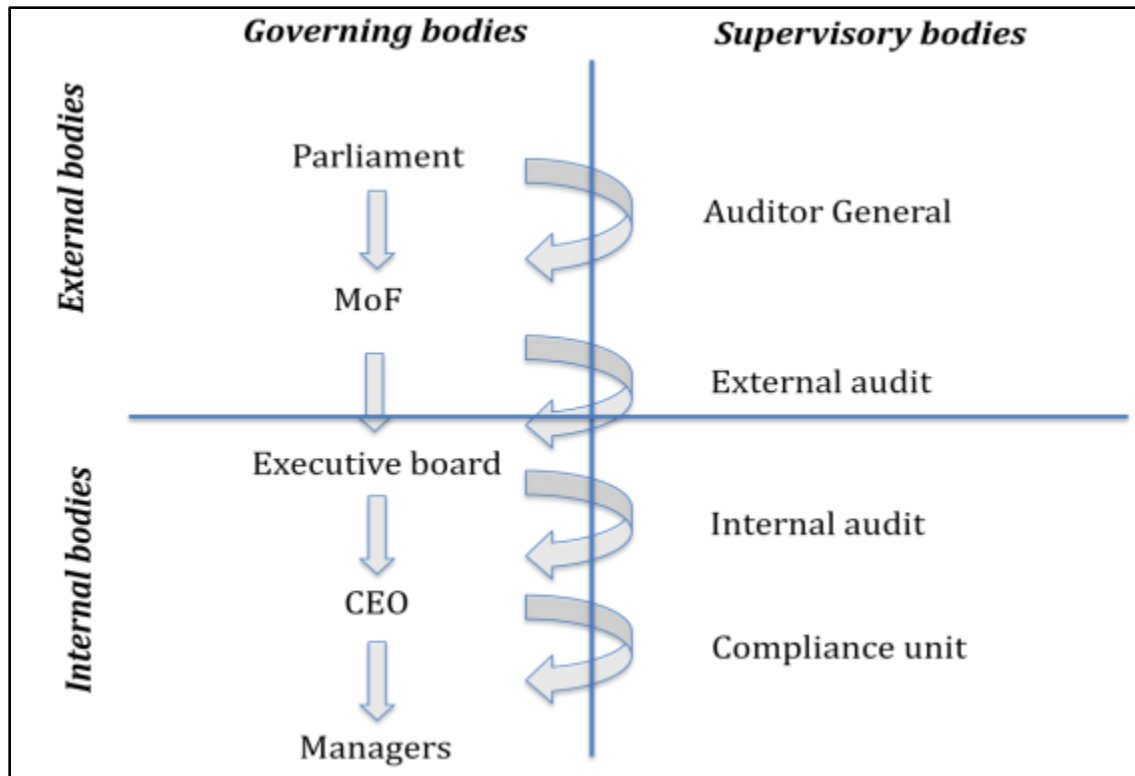 Governing bodies
Supervisory bodies
External bodies
Parliament
Auditor General
MoF
External audit
Internal bodies
Executive board
Internal audit
CEO
Compliance unit
Managers